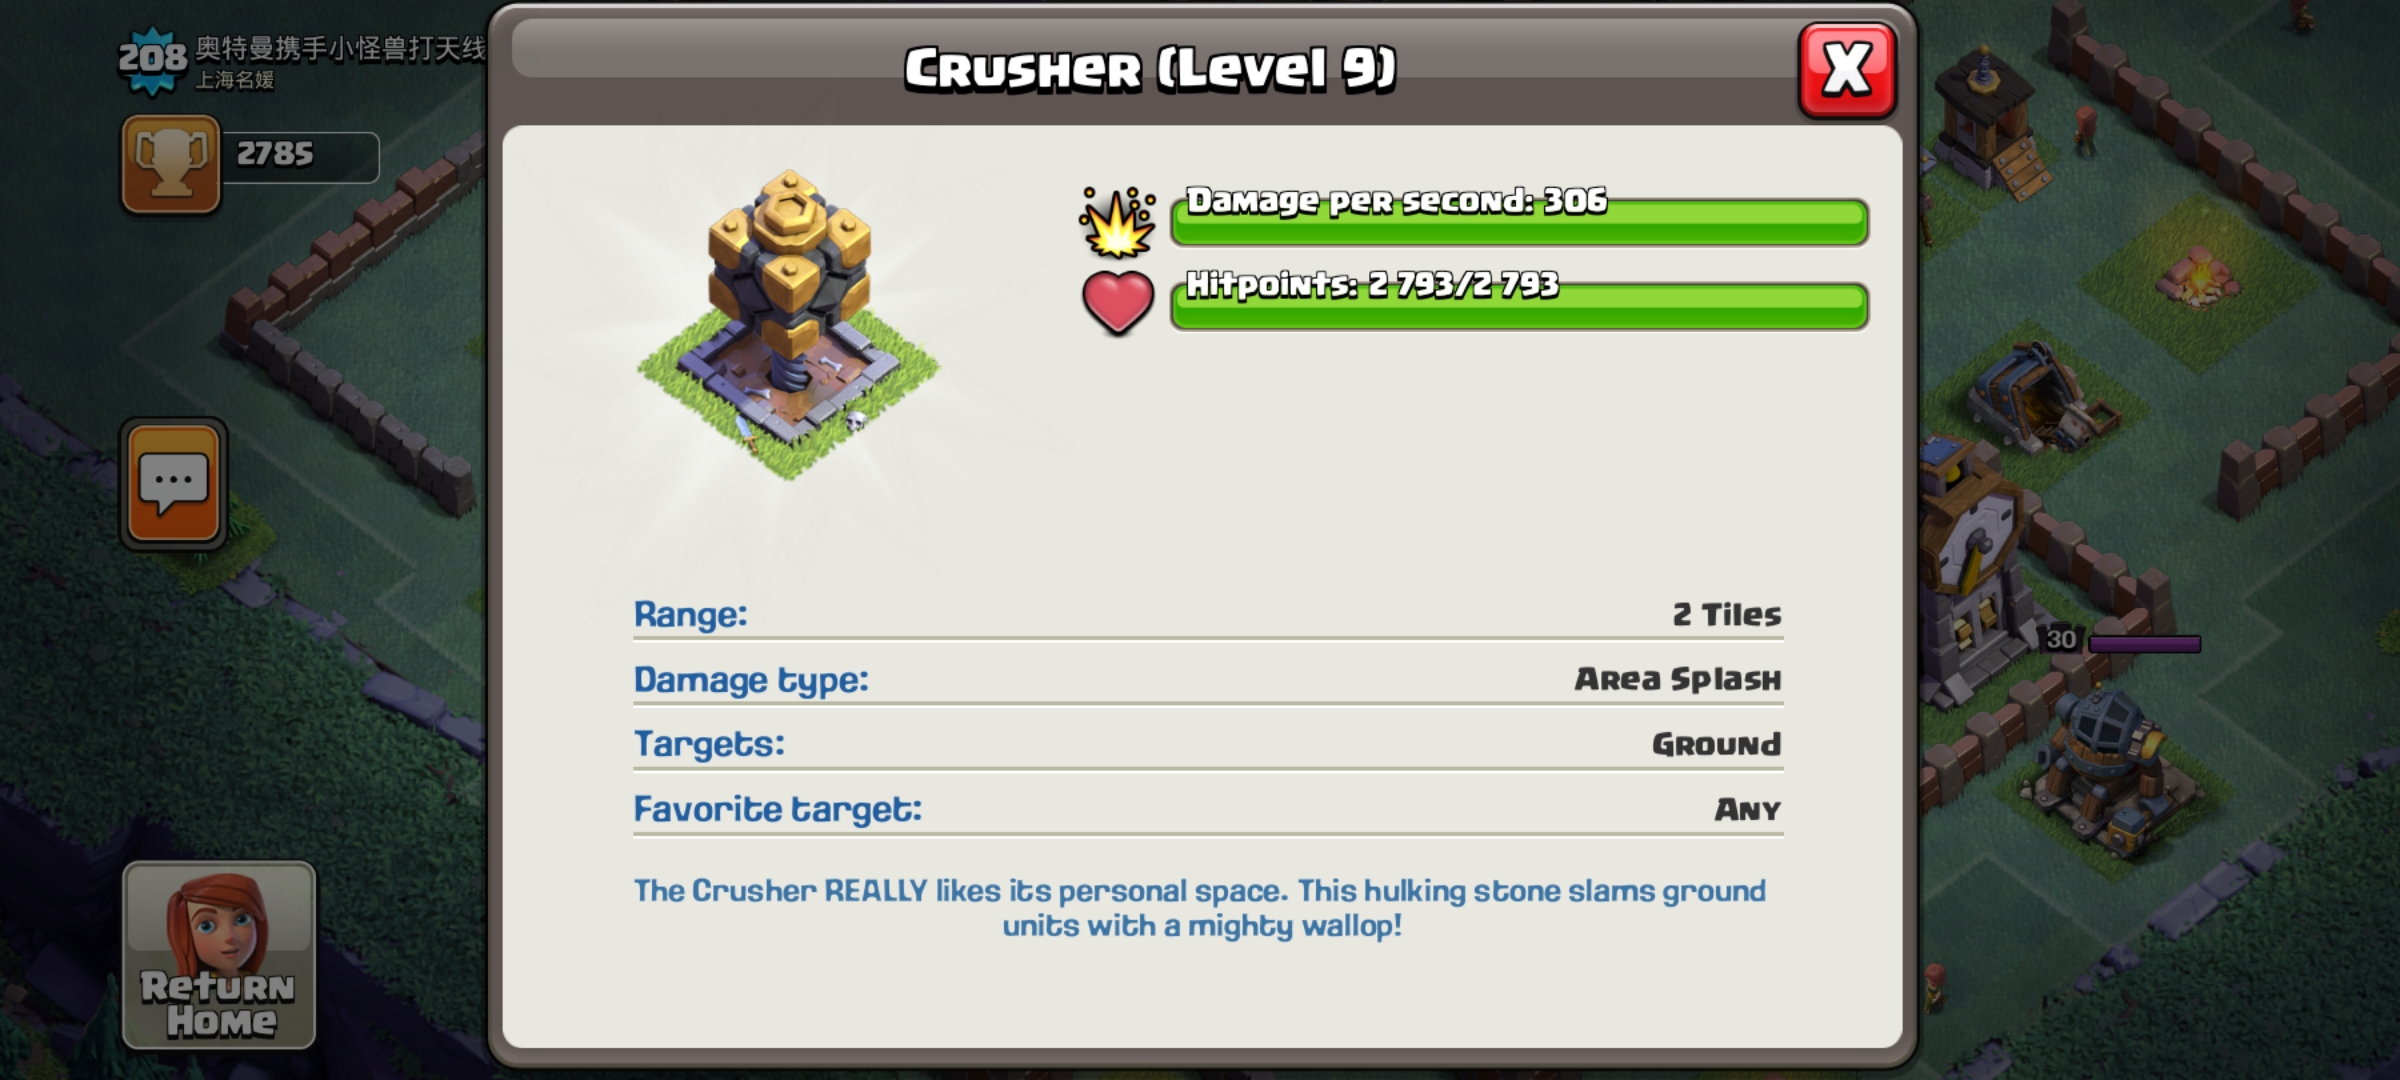 208
奥特曼携手小怪兽打天线
上海名媛
2785
Return
Home
Crusher (Level 9)
X
Damage per second: 306
Hitpoints: 2 793/2 793
Range: 2 Tiles
Damage type: Area Splash
Targets: Ground
Favorite target: Any
The Crusher REALLY likes its personal space. This hulking stone slams ground
units with a mighty wallop!
30